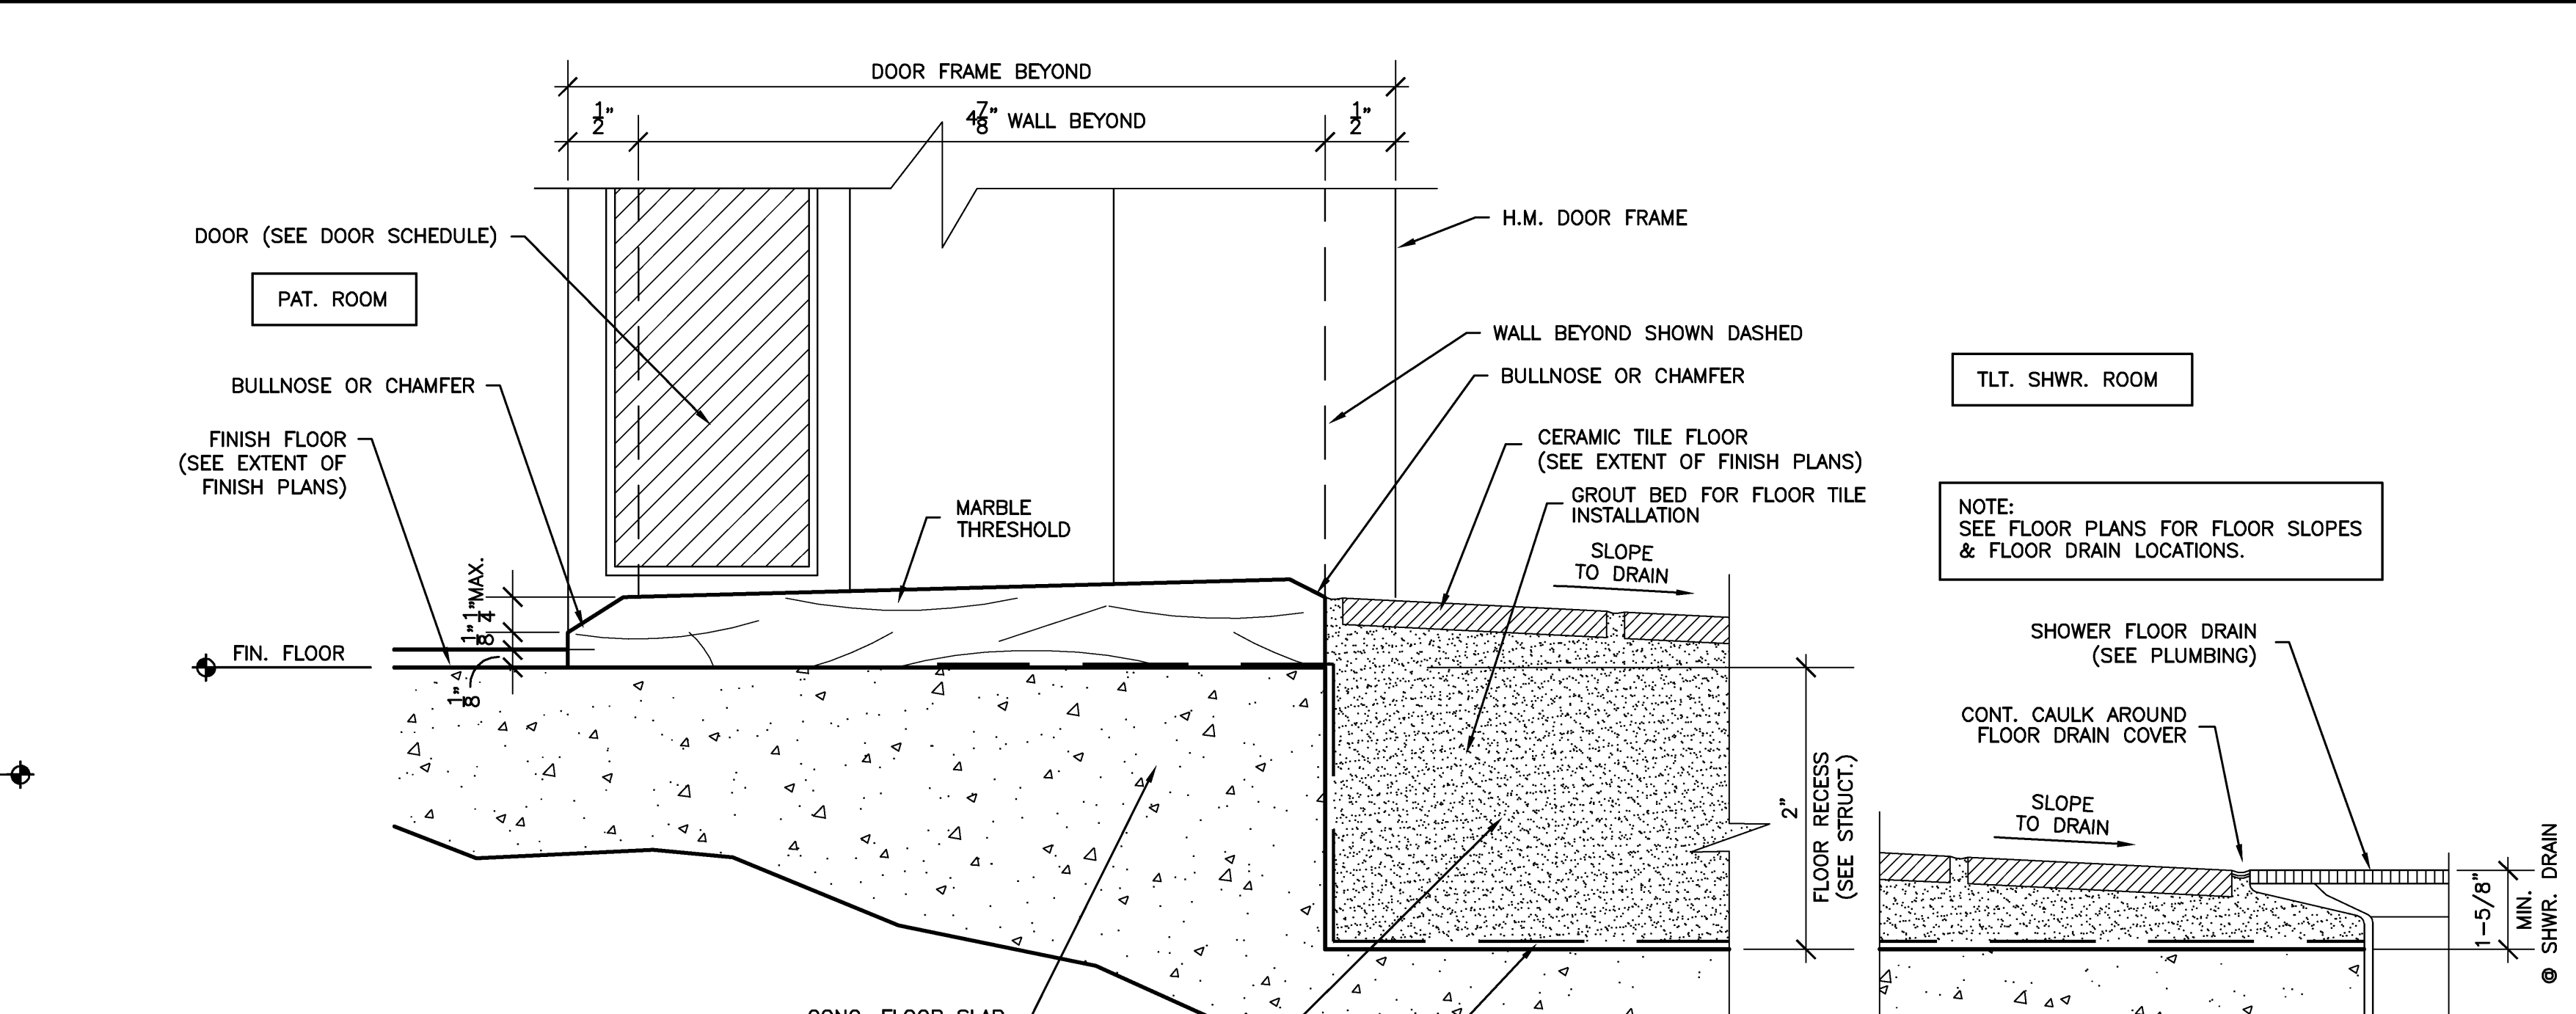 DOOR FRAME BEYOND
1/2"
4 7/8" WALL BEYOND
1/2"
DOOR (SEE DOOR SCHEDULE)
PAT. ROOM
BULLNOSE OR CHAMFER
FINISH FLOOR
(SEE EXTENT OF
FINISH PLANS)
MARBLE
THRESHOLD
1/4" MAX.
1/8"
1/8"
FIN. FLOOR
H.M. DOOR FRAME
WALL BEYOND SHOWN DASHED
BULLNOSE OR CHAMFER
CERAMIC TILE FLOOR
(SEE EXTENT OF FINISH PLANS)
GROUT BED FOR FLOOR TILE
INSTALLATION
SLOPE
TO DRAIN
2"
FLOOR RECESS
(SEE STRUCT.)
TLT. SHWR. ROOM
NOTE:
SEE FLOOR PLANS FOR FLOOR SLOPES
& FLOOR DRAIN LOCATIONS.
SHOWER FLOOR DRAIN
(SEE PLUMBING)
CONT. CAULK AROUND
FLOOR DRAIN COVER
SLOPE
TO DRAIN
1-5/8"
MIN.
@ SHWR. DRAIN
CONC. FLOOR SLAB